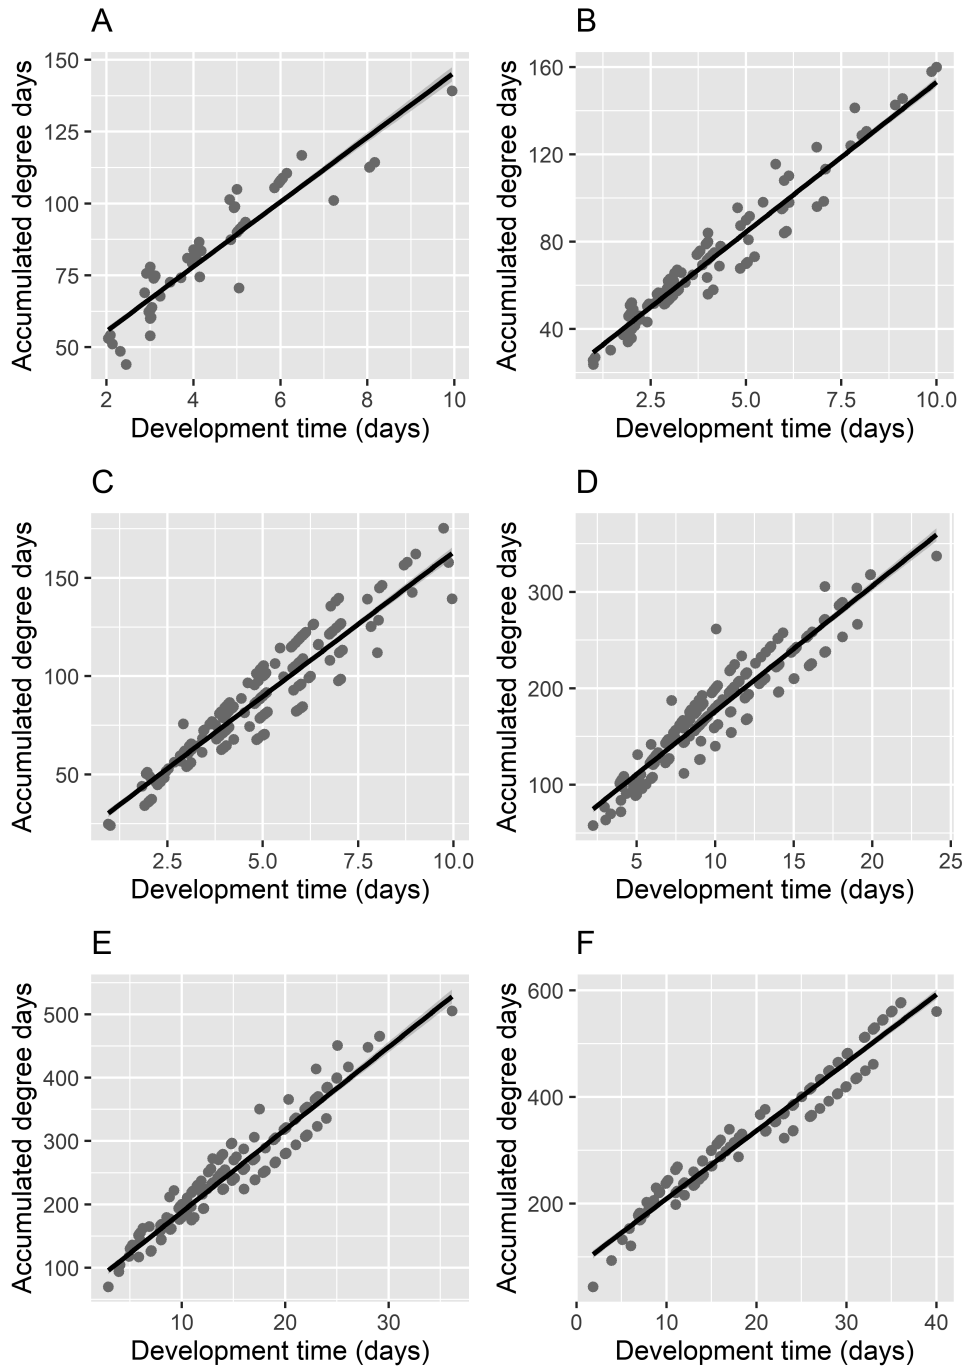 A
B
Accumulated degree days
150
125
100
75
50
2
4
6
8
10
Development time (days)
Accumulated degree days
160
120
80
40
2.5
5.0
7.5
10.0
Development time (days)
C
D
Accumulated degree days
150
100
50
2.5
5.0
7.5
10.0
Development time (days)
Accumulated degree days
300
200
100
5
10
15
20
25
Development time (days)
E
F
Accumulated degree days
500
400
300
200
100
10
20
30
Development time (days)
Accumulated degree days
600
400
200
0
10
20
30
40
Development time (days)